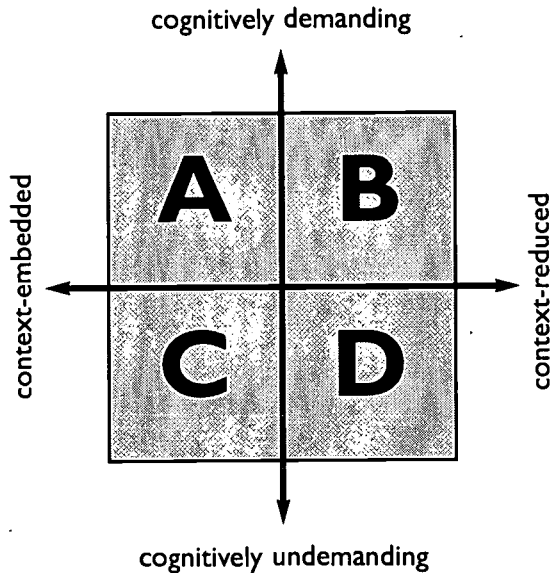 cognitively demanding
A B
context-embedded
context-reduced
C D
cognitively undemanding